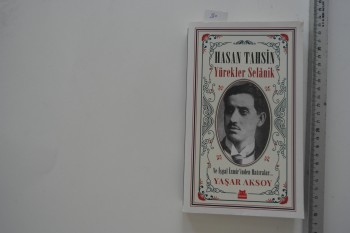 HASAN TAHSİN
Yürekler Selânik
Ve İşgal İzmir'inden Hatıralar...
YAŞAR AKSOY